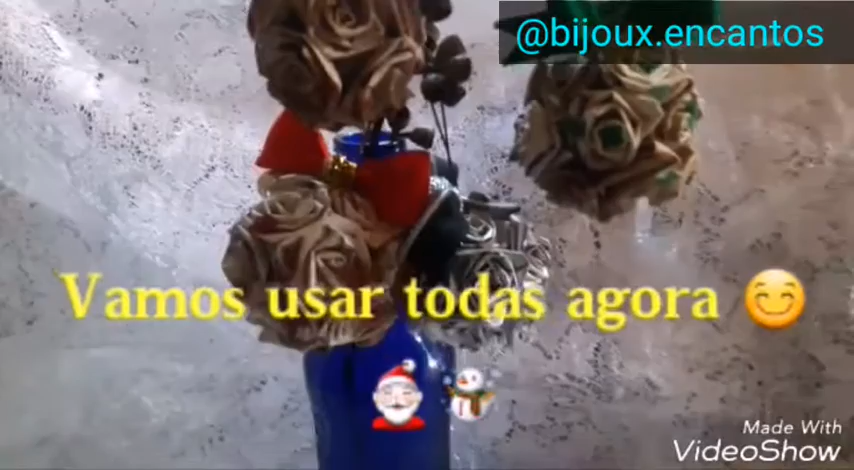 @bijoux.encantos
Vamos usar todas agora 😊
🎅⛄
Made With
VideoShow